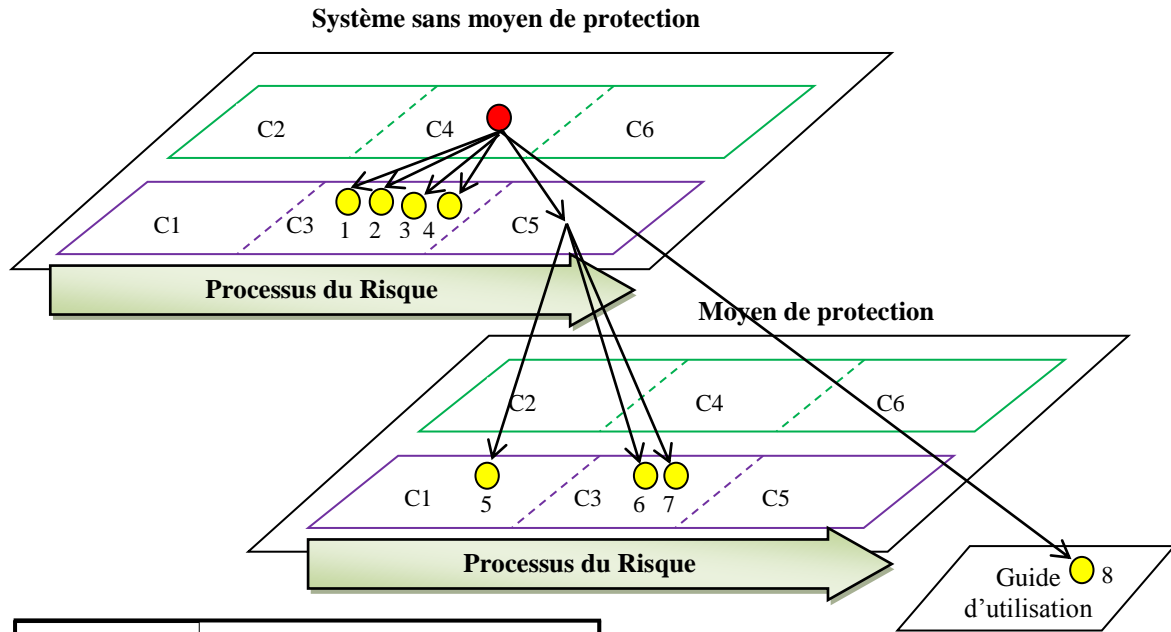 Système sans moyen de protection
C2 C4 C6
C1 C3 1 2 3 4 C5
Processus du Risque
Moyen de protection
C2 C4 C6
C1 5 C3 6 7 C5
Processus du Risque
Guide 8
d’utilisation